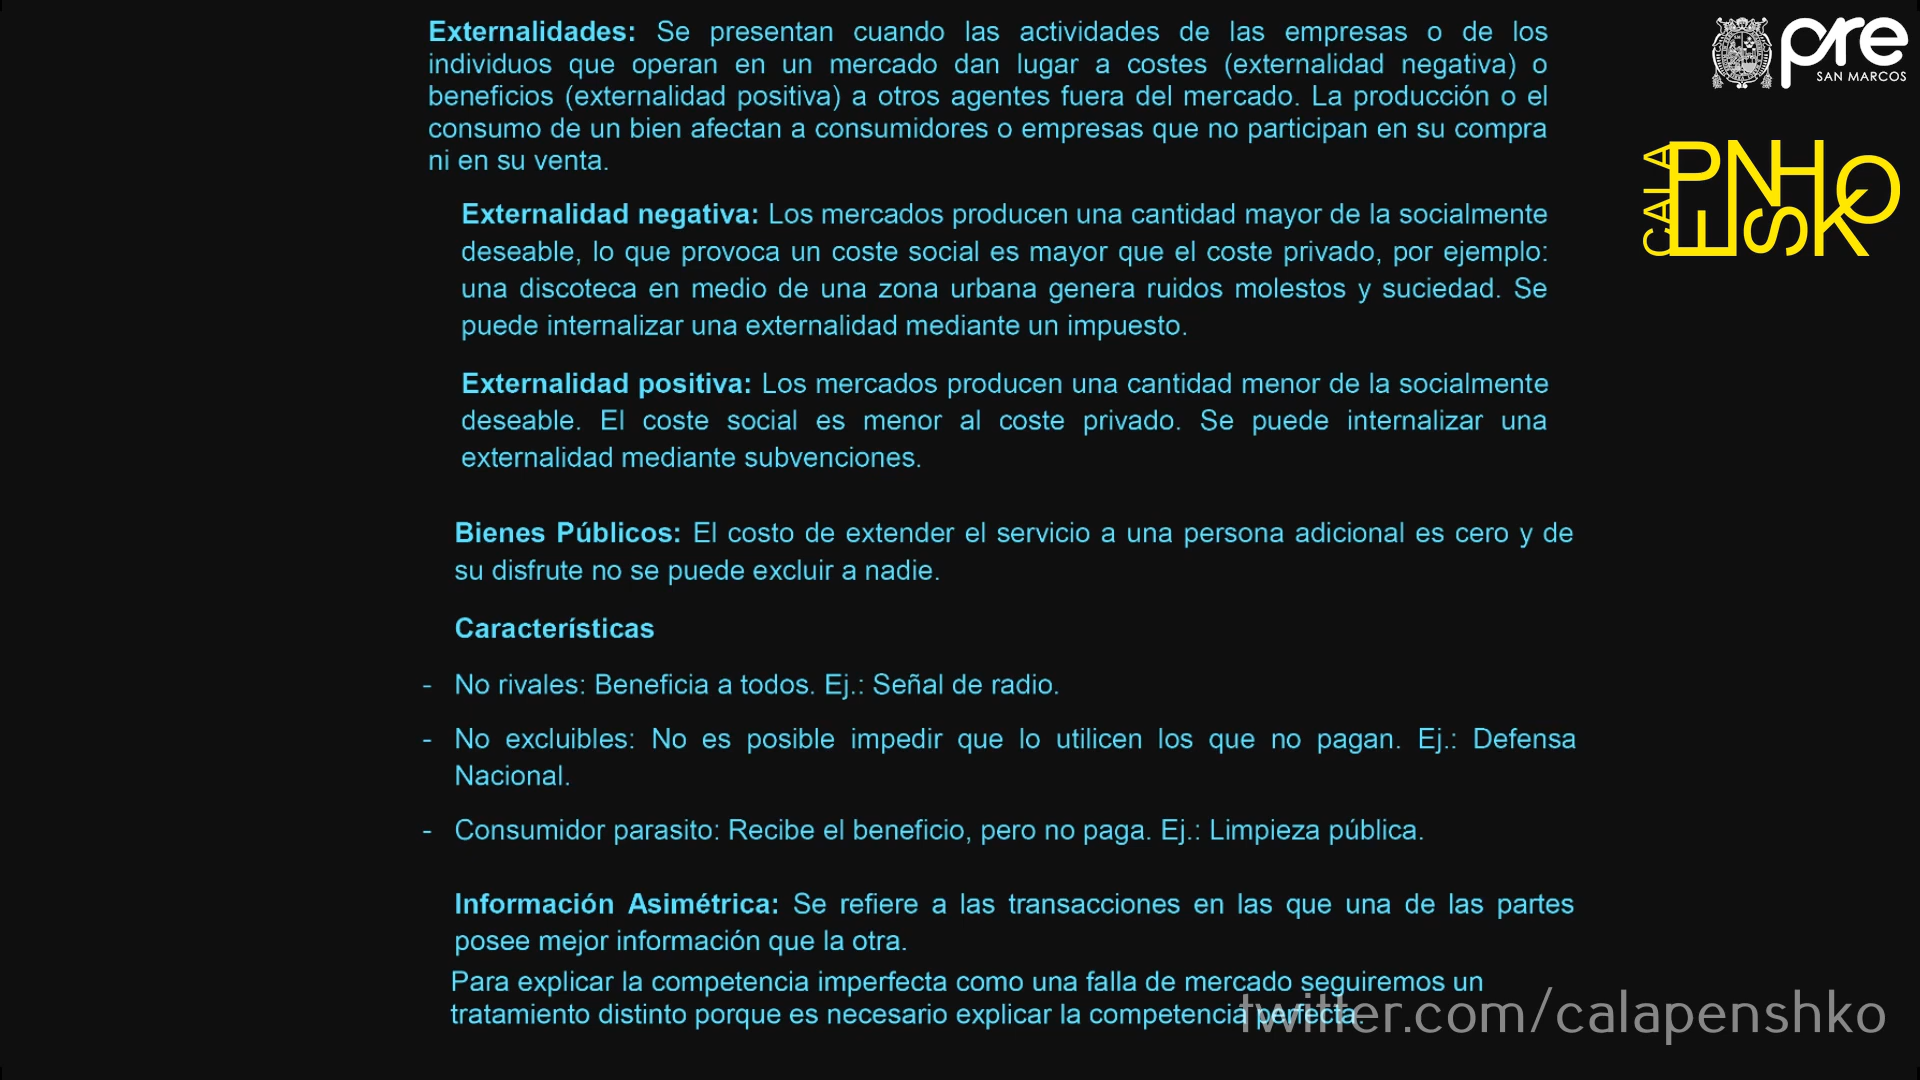 Externalidades: Se presentan cuando las actividades de las empresas o de los
individuos que operan en un mercado dan lugar a costes (externalidad negativa) o
beneficios (externalidad positiva) a otros agentes fuera del mercado. La producción o el
consumo de un bien afectan a consumidores o empresas que no participan en su compra
ni en su venta.
Externalidad negativa: Los mercados producen una cantidad mayor de la socialmente
deseable, lo que provoca un coste social es mayor que el coste privado, por ejemplo:
una discoteca en medio de una zona urbana genera ruidos molestos y suciedad. Se
puede internalizar una externalidad mediante un impuesto.
Externalidad positiva: Los mercados producen una cantidad menor de la socialmente
deseable. El coste social es menor al coste privado. Se puede internalizar una
externalidad mediante subvenciones.
Bienes Públicos: El costo de extender el servicio a una persona adicional es cero y de
su disfrute no se puede excluir a nadie.
Características
- No rivales: Beneficia a todos. Ej.: Señal de radio.
- No excluibles: No es posible impedir que lo utilicen los que no pagan. Ej.: Defensa
Nacional.
- Consumidor parasito: Recibe el beneficio, pero no paga. Ej.: Limpieza pública.
Información Asimétrica: Se refiere a las transacciones en las que una de las partes
posee mejor información que la otra.
Para explicar la competencia imperfecta como una falla de mercado seguiremos un
tratamiento distinto porque es necesario explicar la competencia perfecta.
pre
SAN MARCOS
CALA
PENSHKO
twitter.com/calapenshko